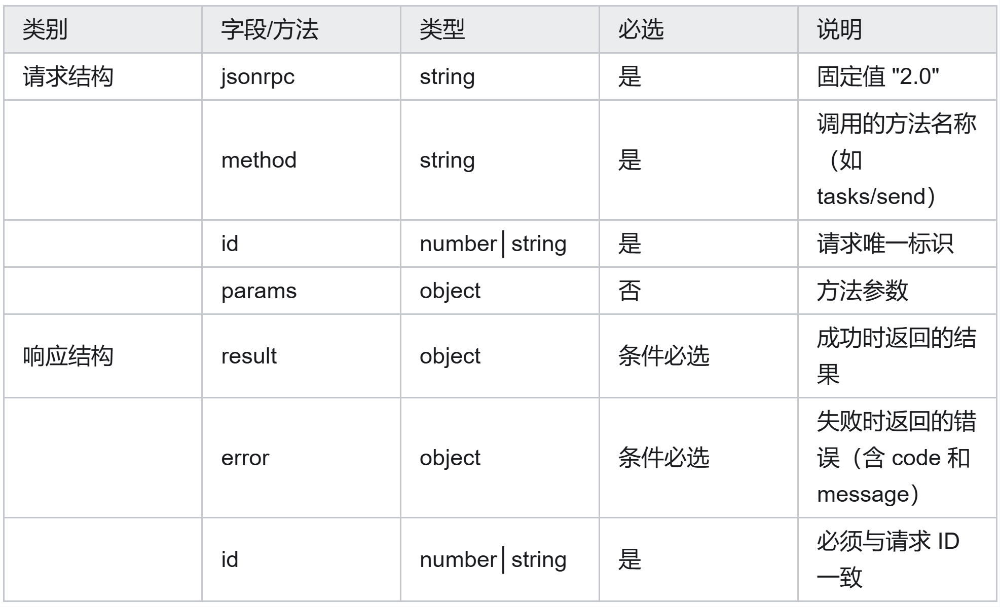 类别 字段/方法 类型 必选 说明
请求结构 jsonrpc string 是 固定值 "2.0"
method string 是 调用的方法名称
（如
tasks/send）
id number│string 是 请求唯一标识
params object 否 方法参数
响应结构 result object 条件必选 成功时返回的结
果
error object 条件必选 失败时返回的错
误（含 code 和
message）
id number│string 是 必须与请求 ID
一致